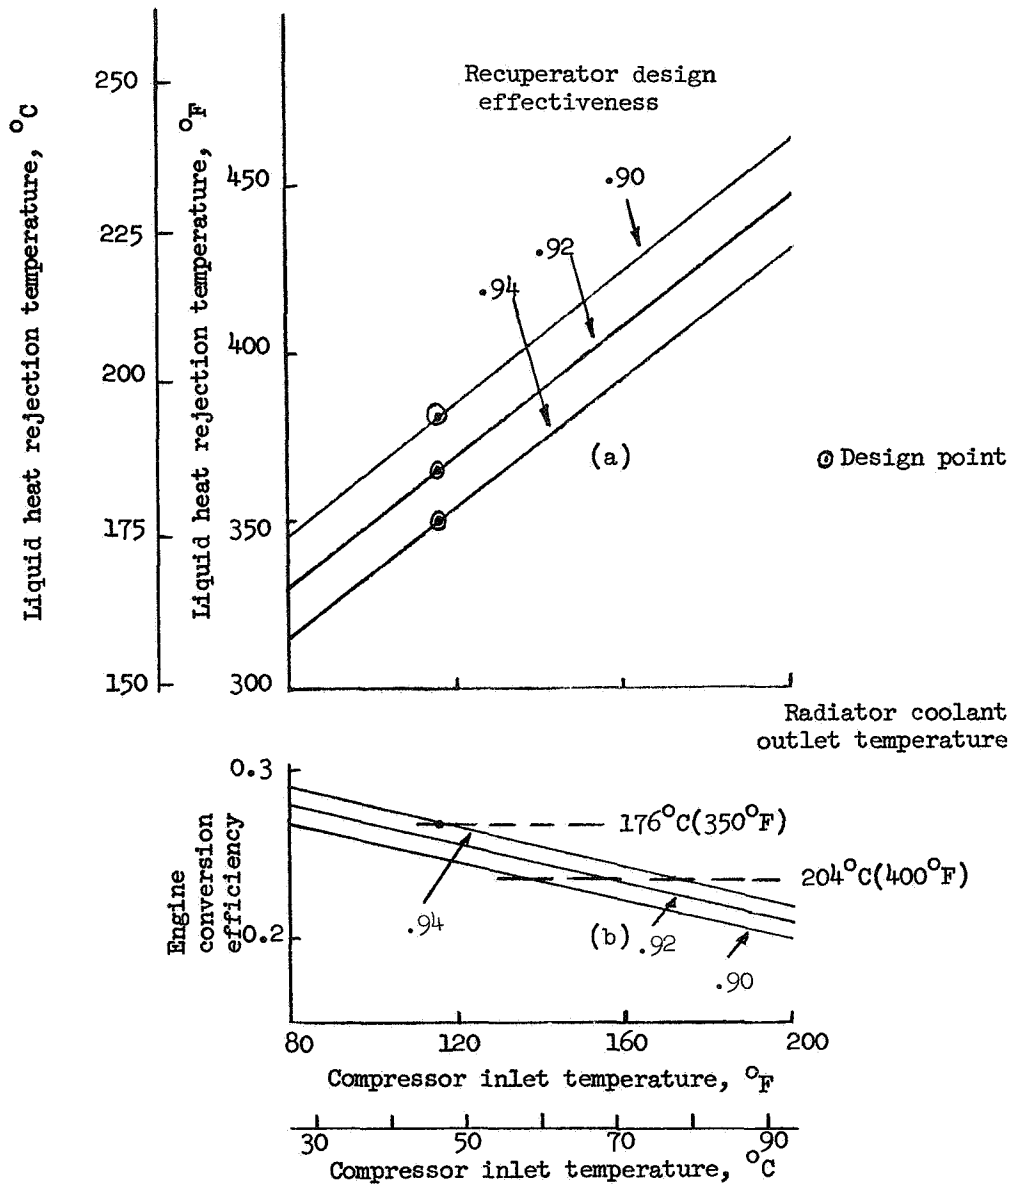 Recuperator design
effectiveness
Liquid heat rejection temperature, °C
Liquid heat rejection temperature, °F
250
225
200
175
150
450
400
350
300
.90
.92
.94
(a)
Design point
Radiator coolant
outlet temperature
Engine
conversion
efficiency
0.3
0.2
176°C(350°F)
204°C(400°F)
.94
(b)
.92
.90
80 120 160 200
Compressor inlet temperature, °F
30 50 70 90
Compressor inlet temperature, °C